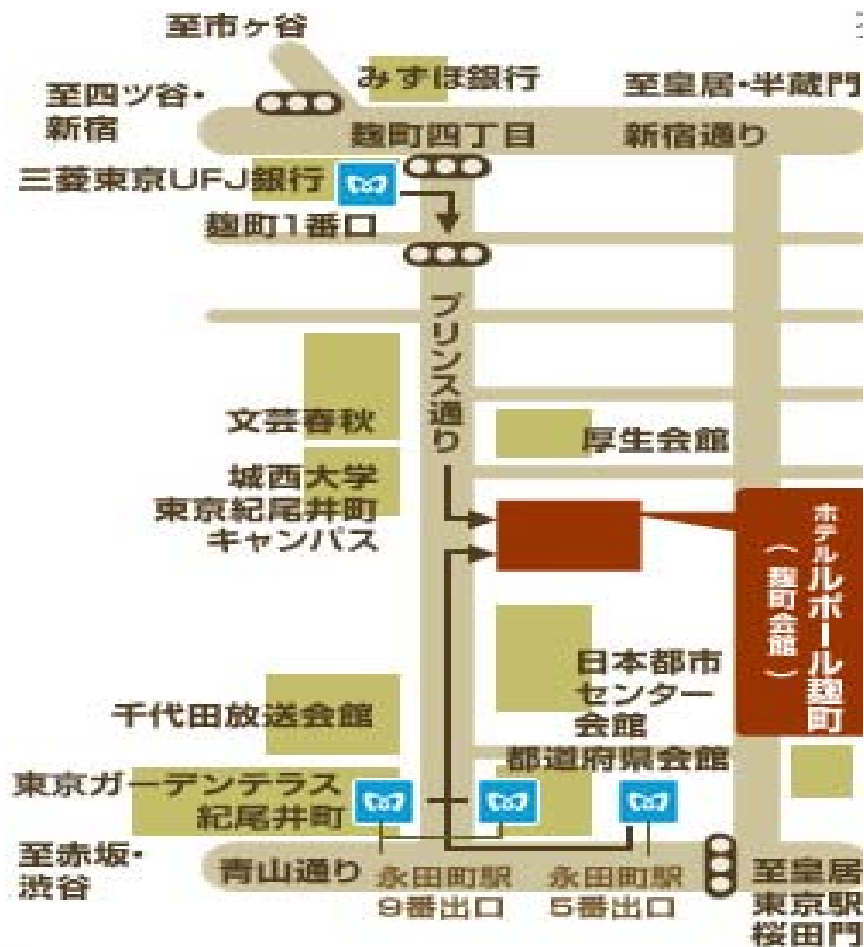 至市ヶ谷
みずほ銀行
至皇居・半蔵門
至四ツ谷・
新宿
麹町四丁目
新宿通り
三菱東京UFJ銀行
麹町1番口
プリンス通り
文芸春秋
厚生会館
城西大学
東京紀尾井町
キャンパス
ホテルルポール麹町
(麹町会館)
日本都市
センター
会館
千代田放送会館
都道府県会館
東京ガーデンテラス
紀尾井町
至赤坂・
渋谷
青山通り
永田町駅
9番出口
永田町駅
5番出口
至皇居
東京駅
桜田門